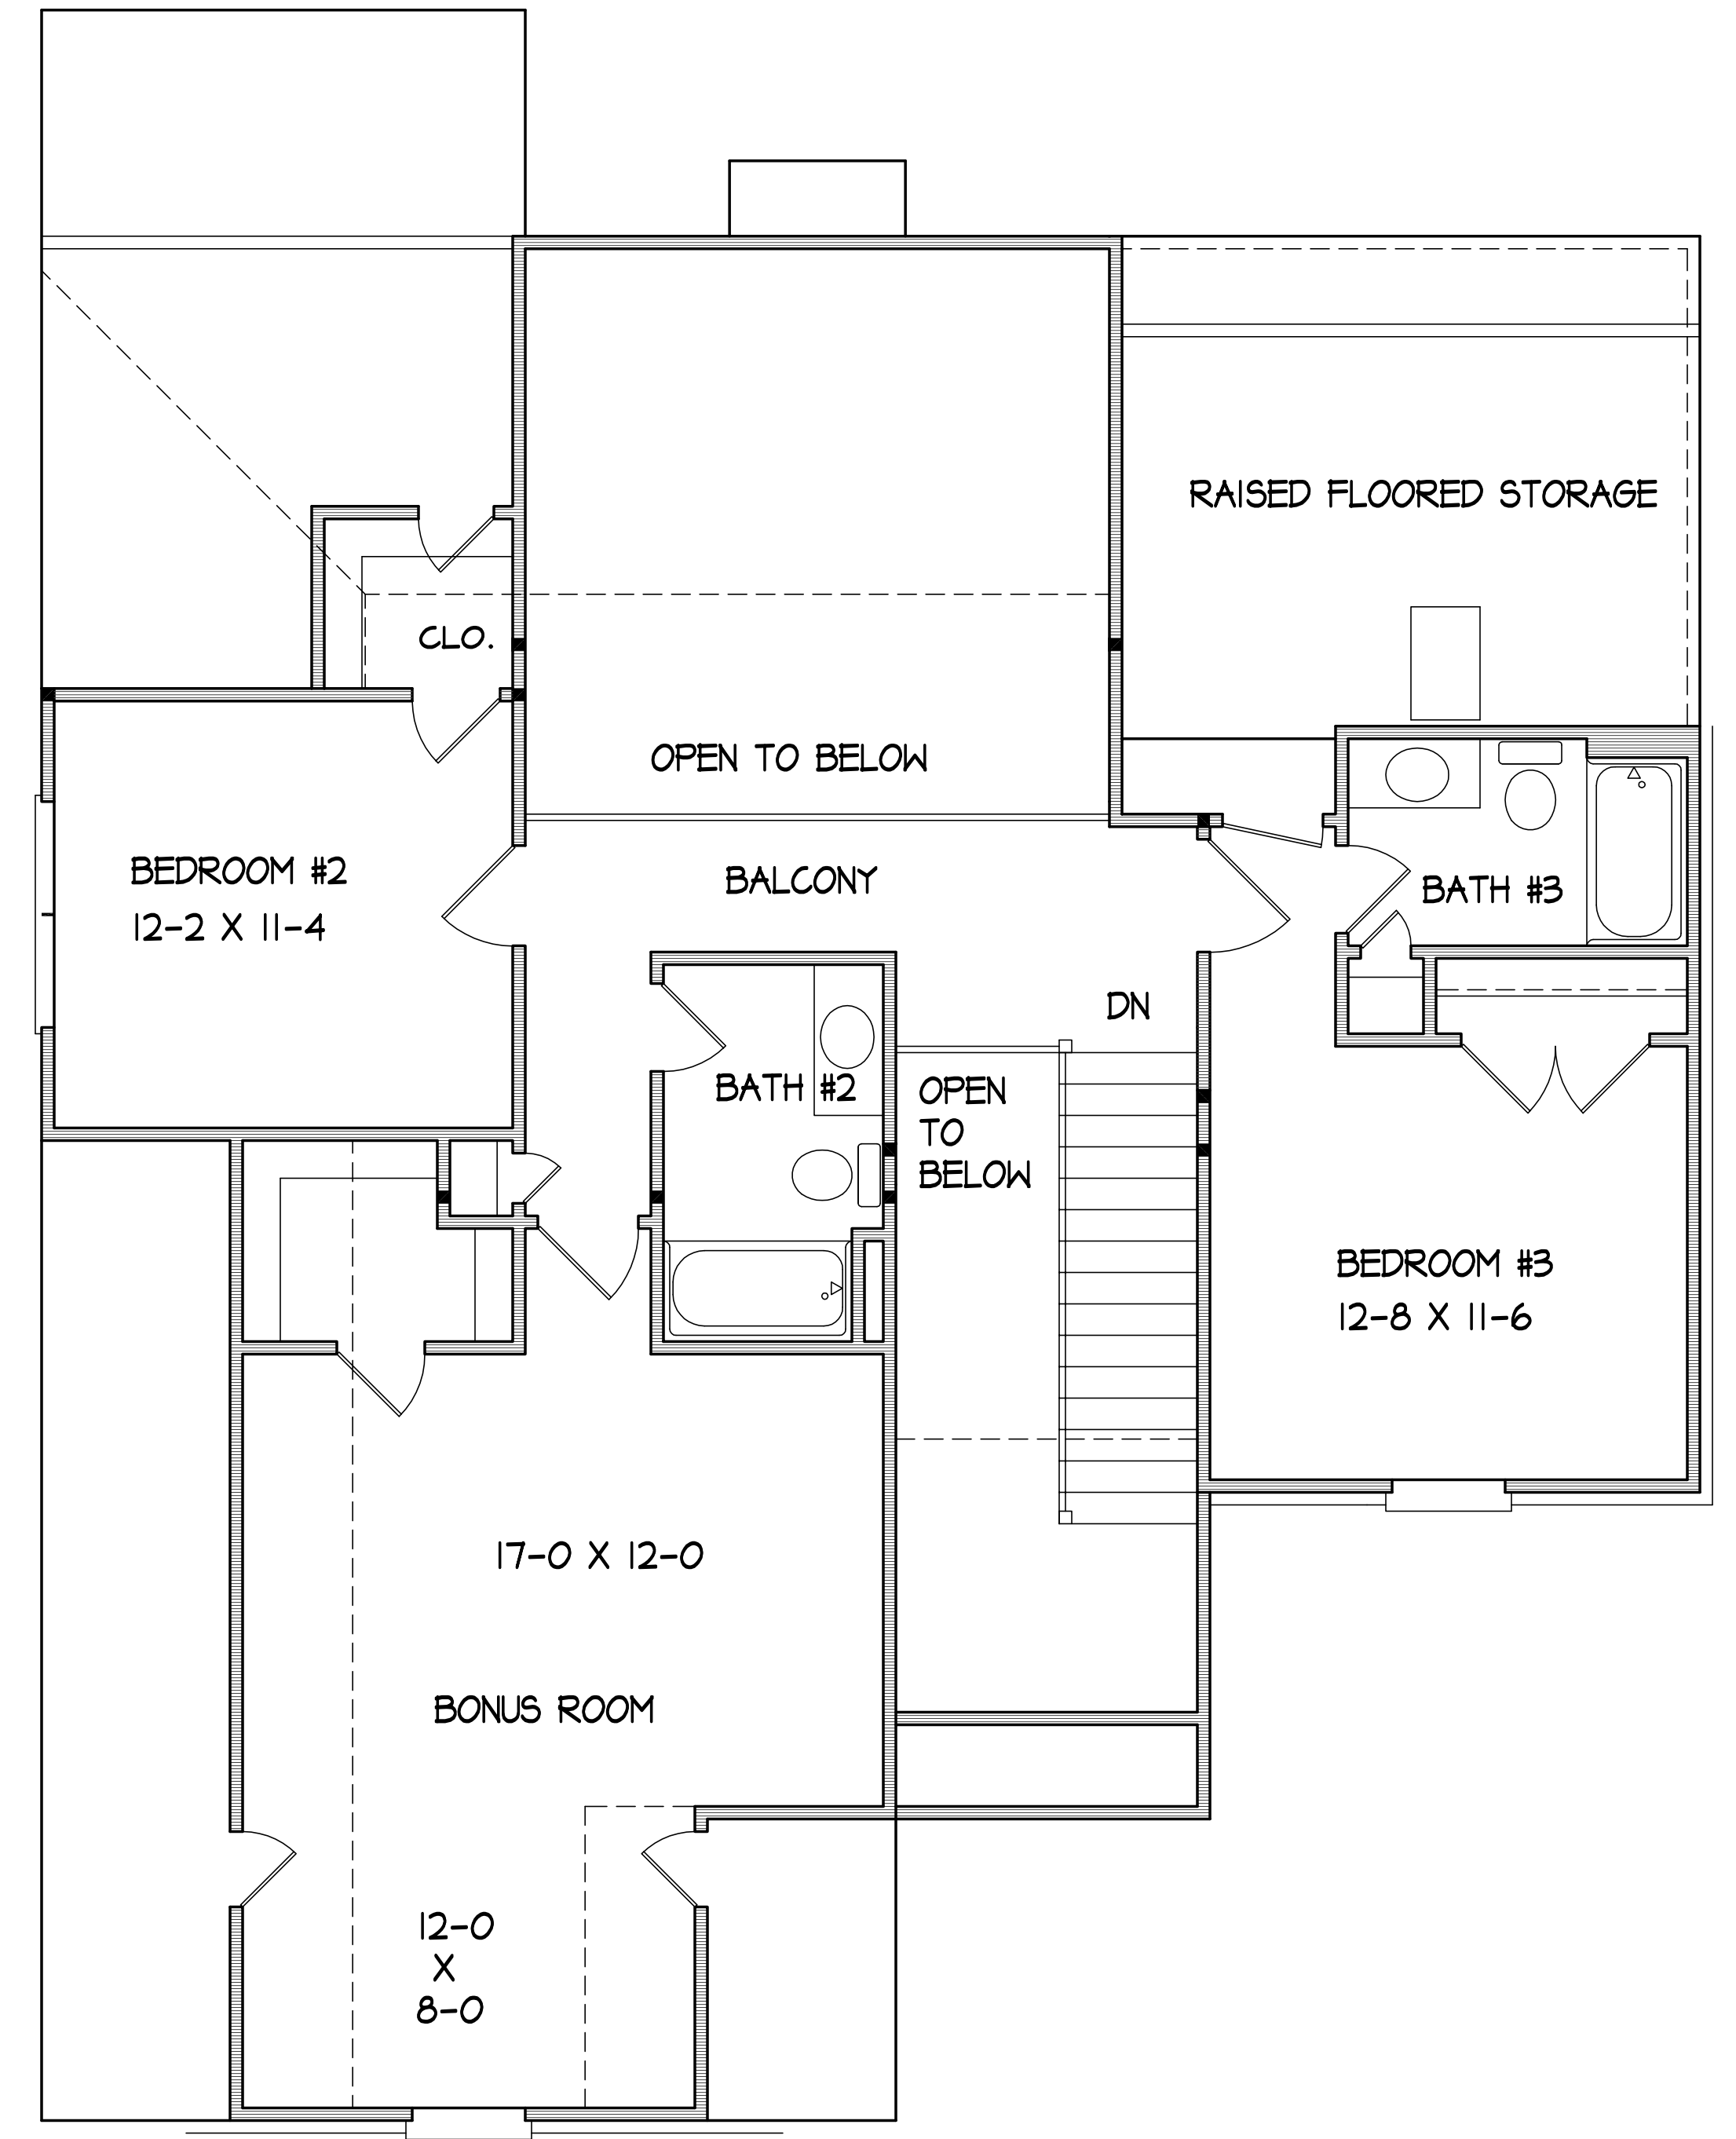 RAISED FLOORED STORAGE
CLO.
OPEN TO BELOW
BEDROOM #2
12-2 X 11-4
BALCONY
BATH #3
DN
BATH #2
OPEN
TO
BELOW
BEDROOM #3
12-8 X 11-6
17-0 X 12-0
BONUS ROOM
12-0
X
8-0